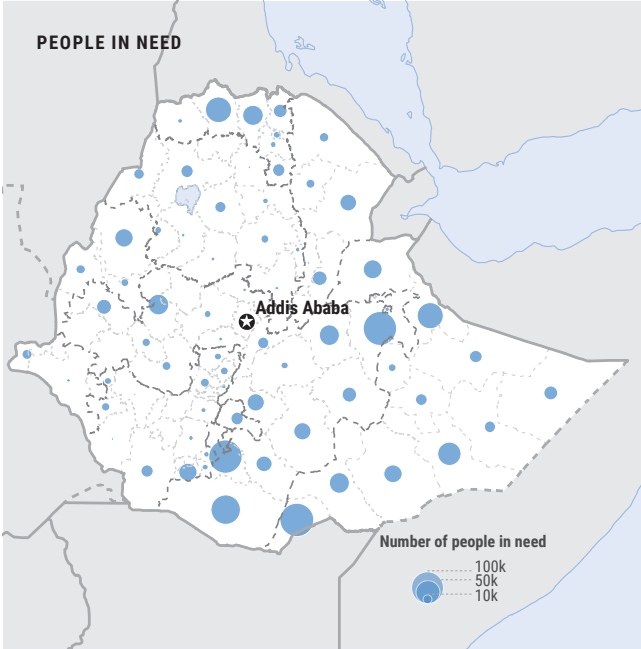 PEOPLE IN NEED
Addis Ababa
Number of people in need
100k
50k
10k